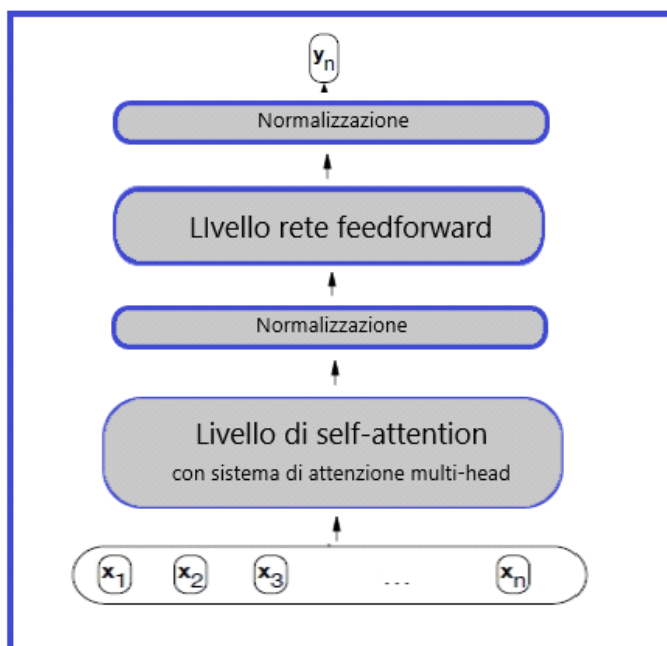 yn
Normalizzazione
LIvello rete feedforward
Normalizzazione
Livello di self-attention
con sistema di attenzione multi-head
x1 x2 x3 ... xn